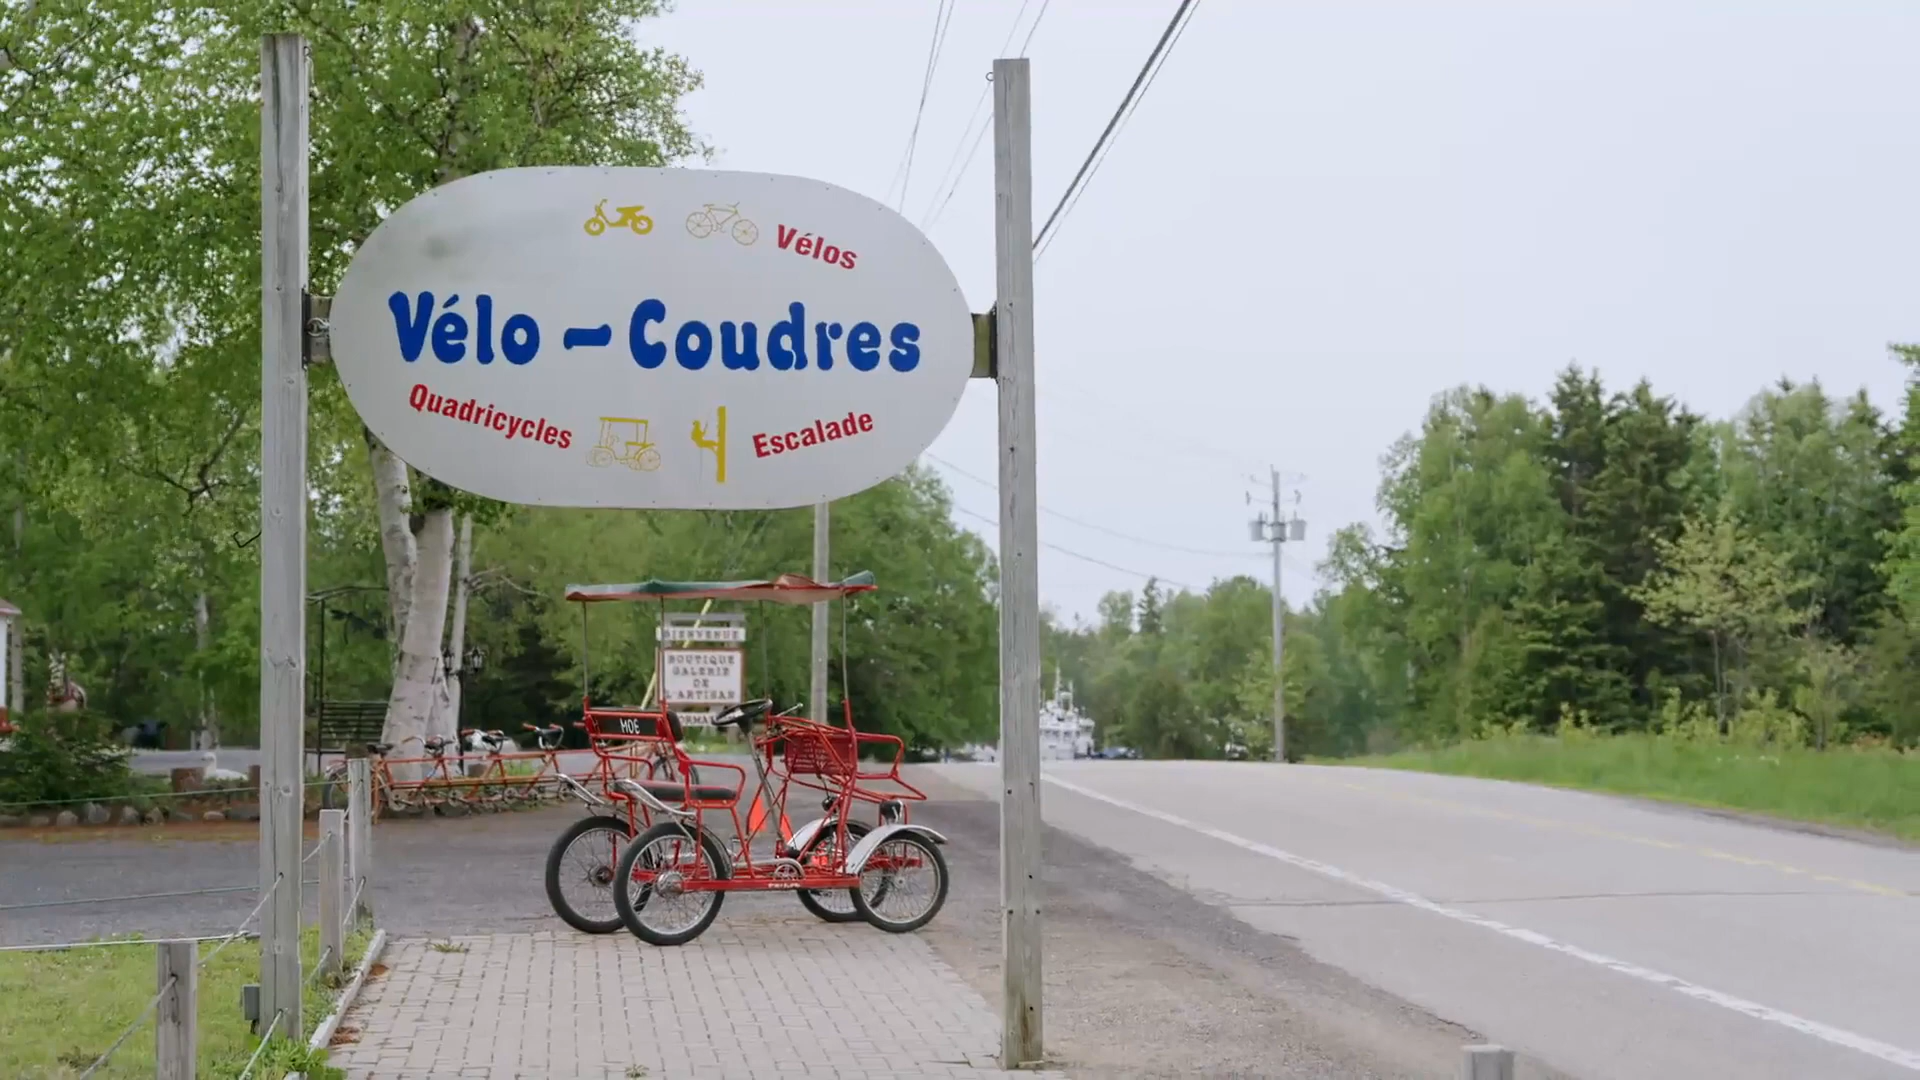 Vélos
Vélo – Coudres
Quadricycles
Escalade
BIENVENUE
BOUTIQUE
GALERIE
DE
L'ARTISAN
MOE